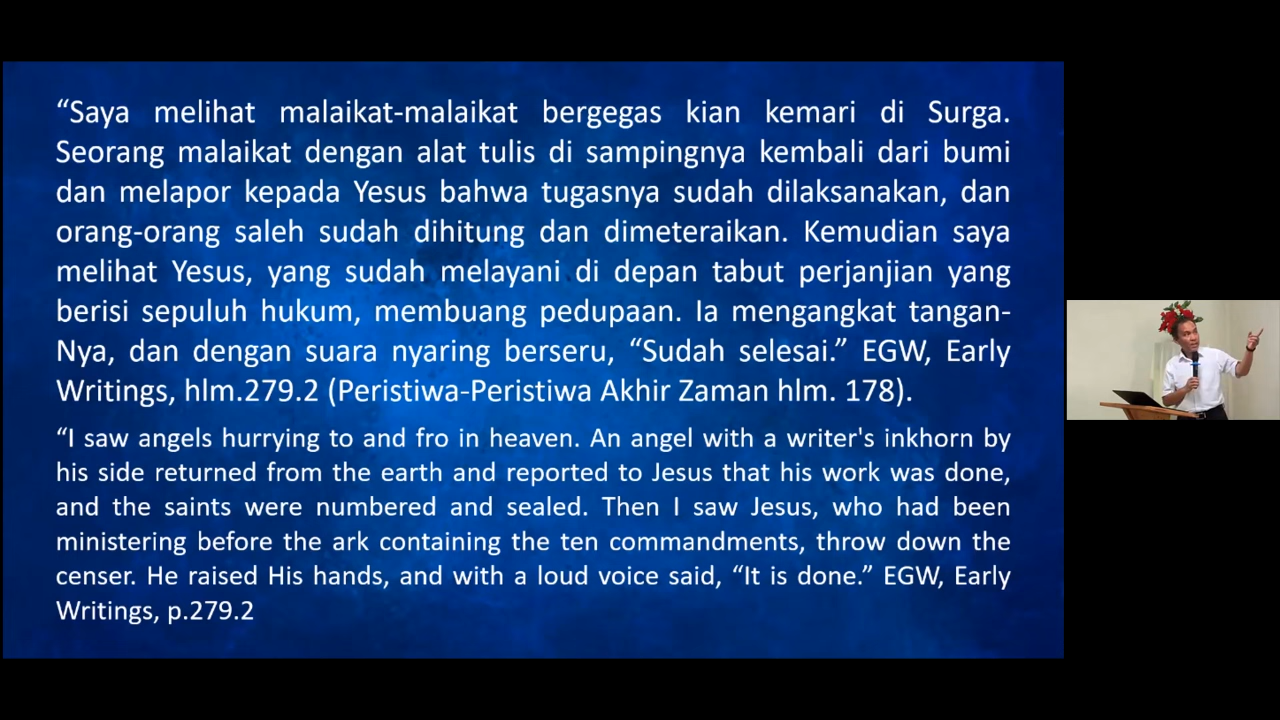 “Saya melihat malaikat-malaikat bergegas kian kemari di Surga.
Seorang malaikat dengan alat tulis di sampingnya kembali dari bumi
dan melapor kepada Yesus bahwa tugasnya sudah dilaksanakan, dan
orang-orang saleh sudah dihitung dan dimeteraikan. Kemudian saya
melihat Yesus, yang sudah melayani di depan tabut perjanjian yang
berisi sepuluh hukum, membuang pedupaan. Ia mengangkat tangan-
Nya, dan dengan suara nyaring berseru, “Sudah selesai.” EGW, Early
Writings, hlm.279.2 (Peristiwa-Peristiwa Akhir Zaman hlm. 178).
“I saw angels hurrying to and fro in heaven. An angel with a writer's inkhorn by
his side returned from the earth and reported to Jesus that his work was done,
and the saints were numbered and sealed. Then I saw Jesus, who had been
ministering before the ark containing the ten commandments, throw down the
censer. He raised His hands, and with a loud voice said, “It is done.” EGW, Early
Writings, p.279.2